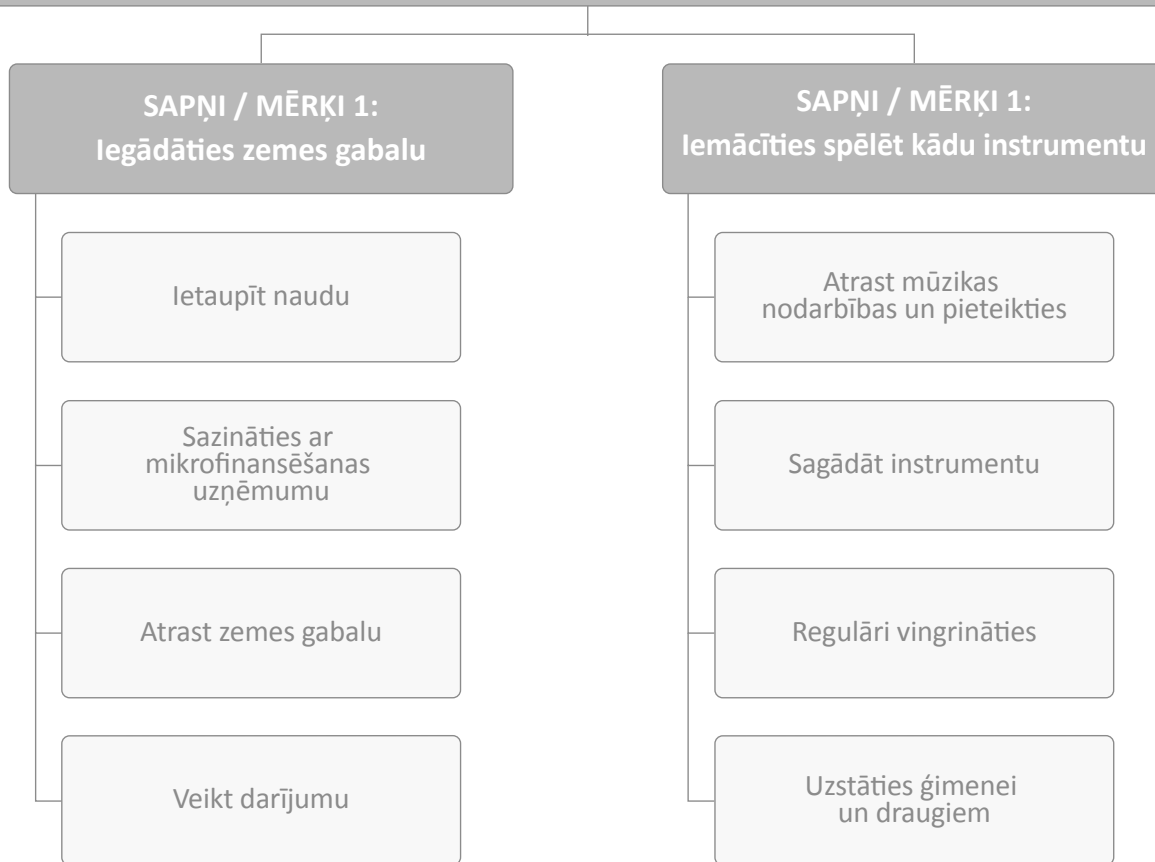 SAPŅI / MĒRĶI 1:
Iegādāties zemes gabalu
Ietaupīt naudu
Sazināties ar
mikrofinansēšanas
uzņēmumu
Atrast zemes gabalu
Veikt darījumu
SAPŅI / MĒRĶI 1:
Iemācīties spēlēt kādu instrumentu
Atrast mūzikas
nodarbības un pieteikties
Sagādāt instrumentu
Regulāri vingrināties
Uzstāties ģimenei
un draugiem